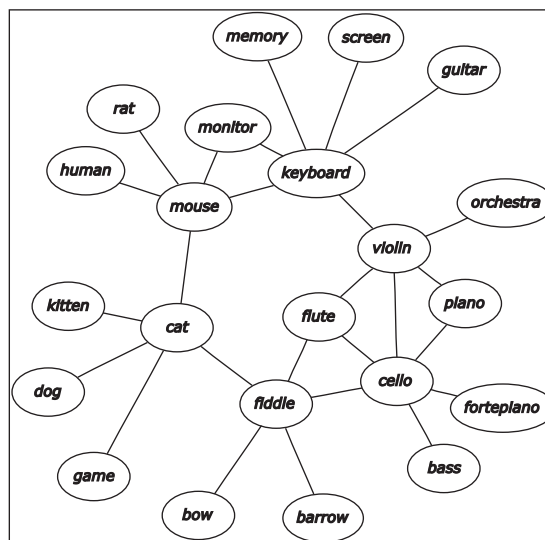 memory
screen
guitar
rat
monitor
human
keyboard
mouse
orchestra
violin
kitten
flute
piano
cat
dog
fiddle
cello
fortepiano
game
bass
bow
barrow